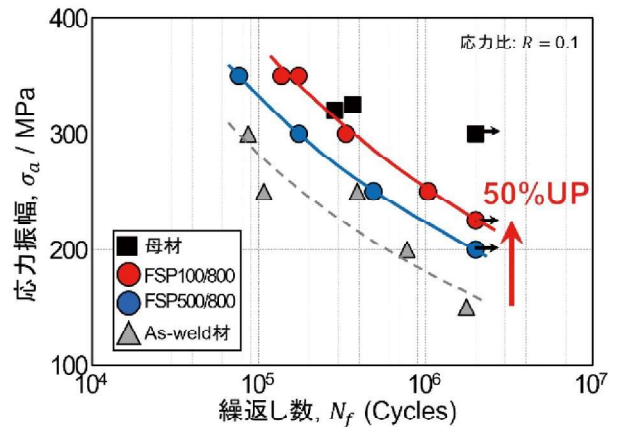 応力比: R = 0.1
400
300
200
100
応力振幅, σa / MPa
50%UP
母材
FSP100/800
FSP500/800
As-weld材
10⁴
10⁵
10⁶
10⁷
繰返し数, Nf (Cycles)